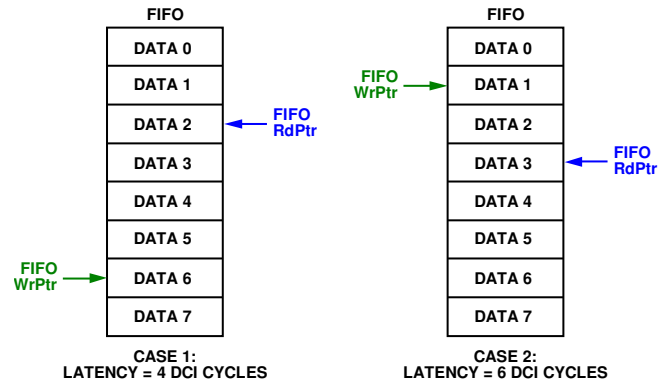 FIFO
DATA 0
DATA 1
DATA 2
DATA 3
DATA 4
DATA 5
DATA 6
DATA 7
FIFO
RdPtr
FIFO
WrPtr
CASE 1:
LATENCY = 4 DCI CYCLES
FIFO
DATA 0
DATA 1
DATA 2
DATA 3
DATA 4
DATA 5
DATA 6
DATA 7
FIFO
WrPtr
FIFO
RdPtr
CASE 2:
LATENCY = 6 DCI CYCLES